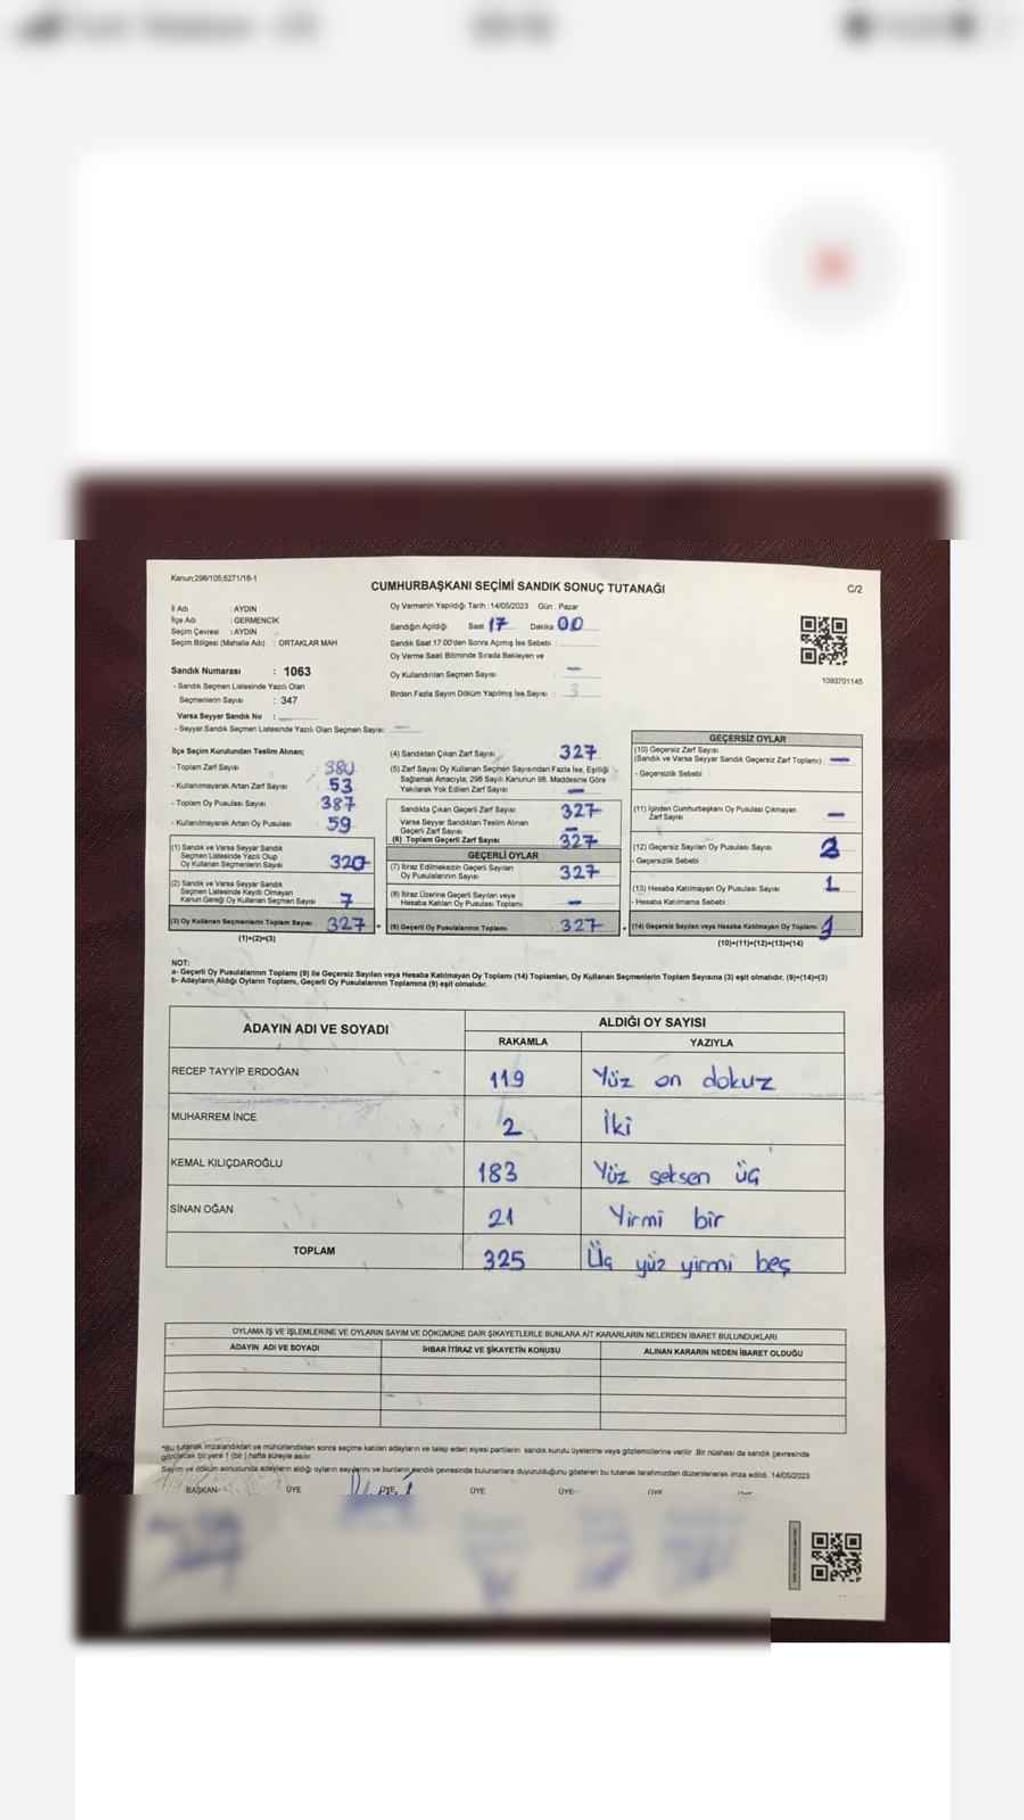 Kanun;298/105;6271/16-1
CUMHURBAŞKANI SEÇİMİ SANDIK SONUÇ TUTANAĞI
C/2
İl Adı : AYDIN
İlçe Adı : GERMENCİK
Seçim Çevresi : AYDIN
Seçim Bölgesi (Mahalle Adı) : ORTAKLAR MAH
Sandık Numarası : 1063
- Sandık Seçmen Listesinde Yazılı Olan
Seçmenlerin Sayısı : 347
Varsa Seyyar Sandık No :
- Seyyar Sandık Seçmen Listesinde Yazılı Olan Seçmen Sayısı: —
Oy Vermenin Yapıldığı Tarih : 14/05/2023 Gün : Pazar
Sandığın Açıldığı Saat 17 Dakika 00
Sandık Saat 17.00'den Sonra Açılmış İse Sebebi :
Oy Verme Saati Bitiminde Sırada Bekleyen ve
Oy Kullandırılan Seçmen Sayısı : —
Birden Fazla Sayım Döküm Yapılmış İse Sayısı : 3
1093701145
İlçe Seçim Kurulundan Teslim Alınan;
- Toplam Zarf Sayısı 380
- Kullanılmayarak Artan Zarf Sayısı 53
- Toplam Oy Pusulası Sayısı 387
- Kullanılmayarak Artan Oy Pusulası 59
(1) Sandık ve Varsa Seyyar Sandık
Seçmen Listesinde Yazılı Olup
Oy Kullanan Seçmenlerin Sayısı 320
(2) Sandık ve Varsa Seyyar Sandık
Seçmen Listesinde Kayıtlı Olmayan
Kanun Gereği Oy Kullanan Seçmen Sayısı 7
(3) Oy Kullanan Seçmenlerin Toplam Sayısı 327
(1)+(2)=(3)
(4) Sandıktan Çıkan Zarf Sayısı 327
(5) Zarf Sayısı Oy Kullanan Seçmen Sayısından Fazla İse, Eşitliği
Sağlamak Amacıyla, 298 Sayılı Kanunun 98. Maddesine Göre
Yakılarak Yok Edilen Zarf Sayısı —
Sandıkta Çıkan Geçerli Zarf Sayısı 327
Varsa Seyyar Sandıktan Teslim Alınan
Geçerli Zarf Sayısı —
(6) Toplam Geçerli Zarf Sayısı 327
GEÇERLİ OYLAR
(7) İtiraz Edilmeksizin Geçerli Sayılan
Oy Pusulalarının Sayısı 327
(8) İtiraz Üzerine Geçerli Sayılan veya
Hesaba Katılan Oy Pusulası Toplamı —
(9) Geçerli Oy Pusulalarının Toplamı 327
GEÇERSİZ OYLAR
(10) Geçersiz Zarf Sayısı
(Sandık ve Varsa Seyyar Sandık Geçersiz Zarf Toplamı) —
- Geçersizlik Sebebi
(11) İçinden Cumhurbaşkanı Oy Pusulası Çıkmayan
Zarf Sayısı —
(12) Geçersiz Sayılan Oy Pusulası Sayısı
- Geçersizlik Sebebi
(13) Hesaba Katılmayan Oy Pusulası Sayısı 1
- Hesaba Katılmama Sebebi
(14) Geçersiz Sayılan veya Hesaba Katılmayan Oy Toplamı
(10)+(11)+(12)+(13)=(14)
NOT:
a- Geçerli Oy Pusulalarının Toplamı (9) ile Geçersiz Sayılan veya Hesaba Katılmayan Oy Toplamı (14) Toplamları, Oy Kullanan Seçmenlerin Toplam Sayısına (3) eşit olmalıdır. (9)+(14)=(3)
b- Adayların Aldığı Oyların Toplamı, Geçerli Oy Pusulalarının Toplamına (9) eşit olmalıdır.
ADAYIN ADI VE SOYADI
ALDIĞI OY SAYISI
RAKAMLA YAZIYLA
RECEP TAYYİP ERDOĞAN 119 Yüz on dokuz
MUHARREM İNCE 2 İki
KEMAL KILIÇDAROĞLU 183 Yüz seksen üç
SİNAN OĞAN 21 Yirmi bir
TOPLAM 325 Üç yüz yirmi beş
OYLAMA İŞ VE İŞLEMLERİNE VE OYLARIN SAYIM VE DÖKÜMÜNE DAİR ŞİKAYETLERLE BUNLARA AİT KARARLARIN NELERDEN İBARET BULUNDUKLARI
ADAYIN ADI VE SOYADI İHBAR İTİRAZ VE ŞİKAYETİN KONUSU ALINAN KARARIN NEDEN İBARET OLDUĞU
*Bu tutanak imzalandıktan ve mühürlendikten sonra seçime katılan adayların ve talep eden siyasi partilerin sandık kurulu üyelerine veya gözlemcilerine verilir. Bir nüshası da sandık çevresinde
görülecek bir yere 1 (bir) hafta süreyle asılır.
Sayım ve döküm sonucunda adayların aldığı oyların sayılarını ve bunların sandık çevresinde bulunanlara duyurulduğunu gösteren bu tutanak tarafımızdan düzenlenerek imza edildi. 14/05/2023
BAŞKAN ÜYE ÜYE ÜYE